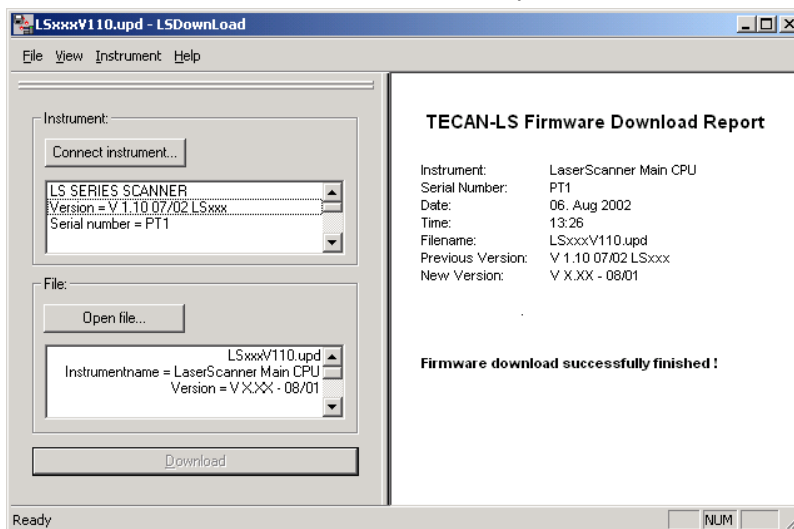 LSxxxV110.upd - LSDownLoad
File View Instrument Help
Instrument:
Connect instrument...
LS SERIES SCANNER
Version = V 1.10 07/02 LSxxx
Serial number = PT1
File:
Open file...
LSxxxV110.upd
Instrumentname = LaserScanner Main CPU
Version = V X.XX - 08/01
Download
TECAN-LS Firmware Download Report
Instrument: LaserScanner Main CPU
Serial Number: PT1
Date: 06. Aug 2002
Time: 13:26
Filename: LSxxxV110.upd
Previous Version: V 1.10 07/02 LSxxx
New Version: V X.XX - 08/01
Firmware download successfully finished !
Ready
NUM